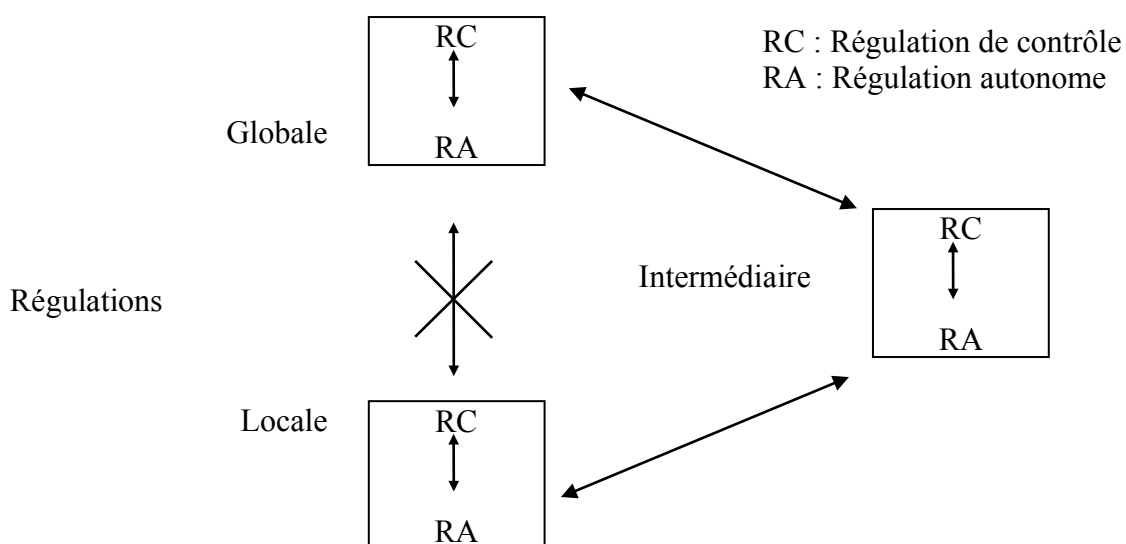 RC
RC : Régulation de contrôle
RA : Régulation autonome
Globale
RA
RC
Intermédiaire
Régulations
RA
Locale
RC
RA